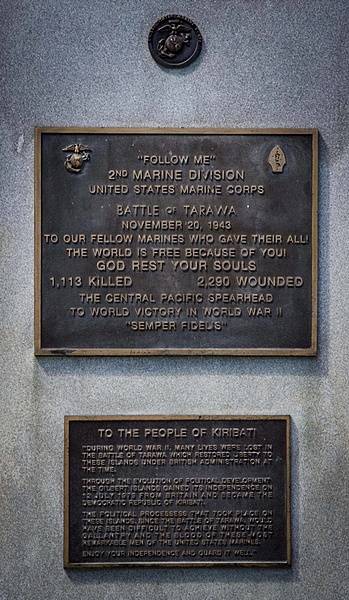 "FOLLOW ME"
2ND MARINE DIVISION
UNITED STATES MARINE CORPS
BATTLE OF TARAWA
NOVEMBER 20, 1943
TO OUR FELLOW MARINES WHO GAVE THEIR ALL!
THE WORLD IS FREE BECAUSE OF YOU!
GOD REST YOUR SOULS
1,113 KILLED 2,290 WOUNDED
THE CENTRAL PACIFIC SPEARHEAD
TO WORLD VICTORY IN WORLD WAR II
"SEMPER FIDELIS"
TO THE PEOPLE OF KIRIBATI
"DURING WORLD WAR II, MANY LIVES WERE LOST IN
THE BATTLE OF TARAWA WHICH RESTORED LIBERTY TO
THESE ISLANDS UNDER BRITISH ADMINISTRATION AT
THE TIME.
THROUGH THE EVOLUTION OF POLITICAL DEVELOPMENT,
THE GILBERT ISLANDS GAINED ITS INDEPENDENCE ON
12 JULY 1979 FROM BRITAIN AND BECAME THE
DEMOCRATIC REPUBLIC OF KIRIBATI.
THE POLITICAL PROCESSESS THAT TOOK PLACE ON
THESE ISLANDS, SINCE THE BATTLE OF TARAWA, WOULD
HAVE BEEN DIFFICULT TO ACHIEVE WITHOUT THE
GALLANTRY AND THE BLOOD OF THESE MOST
REMARKABLE MEN OF THE UNITED STATES MARINES.
ENJOY YOUR INDEPENDENCE AND GUARD IT WELL!"